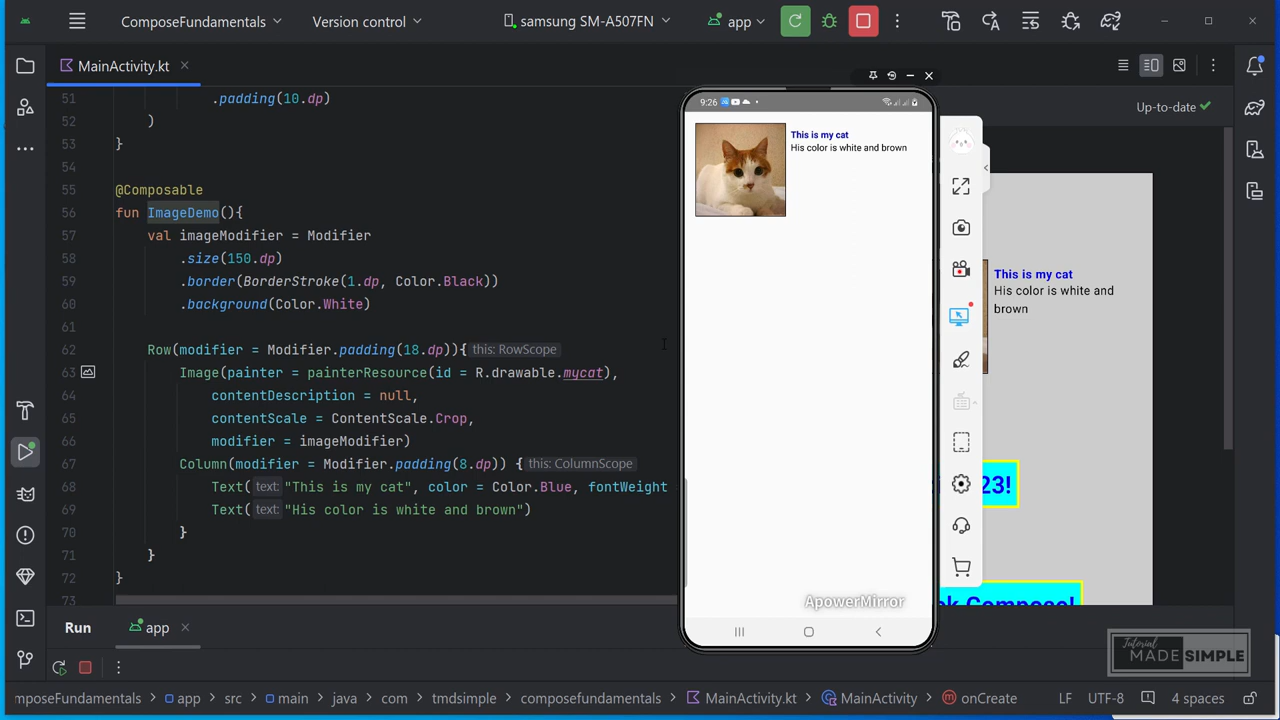 ComposeFundamentals
Version control
samsung SM-A507FN
app
MainActivity.kt
Up-to-date
51 .padding(10.dp)
52 )
53 }
54
55 @Composable
56 fun ImageDemo(){
57 val imageModifier = Modifier
58 .size(150.dp)
59 .border(BorderStroke(1.dp, Color.Black))
60 .background(Color.White)
61
62 Row(modifier = Modifier.padding(18.dp)){ this: RowScope
63 Image(painter = painterResource(id = R.drawable.mycat),
64 contentDescription = null,
65 contentScale = ContentScale.Crop,
66 modifier = imageModifier)
67 Column(modifier = Modifier.padding(8.dp)) { this: ColumnScope
68 Text( text: "This is my cat", color = Color.Blue, fontWeight
69 Text( text: "His color is white and brown")
70 }
71 }
72 }
73
9:26
This is my cat
His color is white and brown
ApowerMirror
This is my cat
His color is white and
brown
23!
k Compose!
Run
app
Tutorial
MADE SIMPLE
mposeFundamentals > app > src > main > java > com > tmdsimple > composefundamentals > MainActivity.kt > MainActivity > onCreate
LF UTF-8 4 spaces